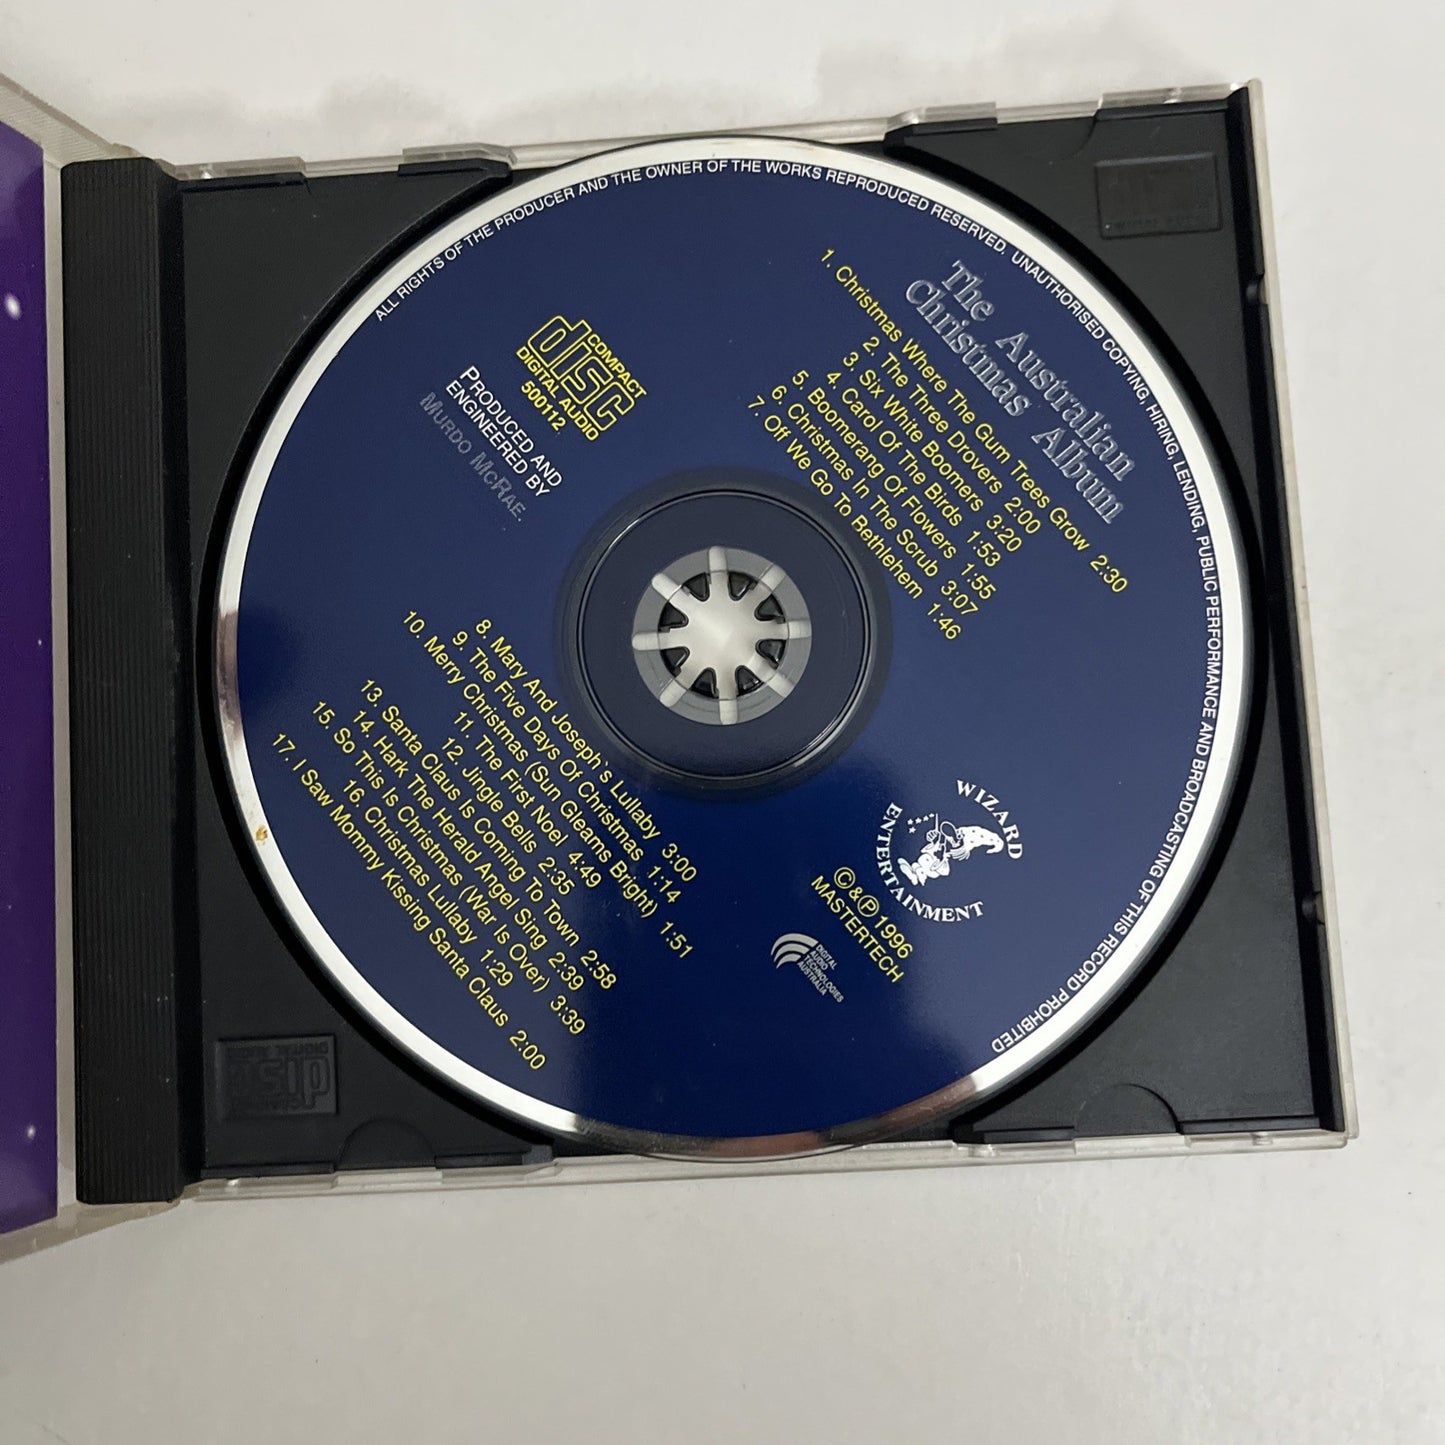 ALL RIGHTS OF THE PRODUCER AND THE OWNER OF THE WORKS REPRODUCED RESERVED. UNAUTHORISED COPYING, HIRING, LENDING, PUBLIC PERFORMANCE AND BROADCASTING OF THIS RECORD PROHIBITED
The Australian
Christmas Album
1. Christmas Where The Gum Trees Grow 2:30
2. The Three Drovers 2:00
3. Six White Boomers 3:20
4. Carol Of The Birds 1:53
5. Boomerang Of Flowers 1:55
6. Christmas In The Scrub 3:07
7. Off We Go To Bethlehem 1:46
COMPACT
disc
DIGITAL AUDIO
500112
PRODUCED AND
ENGINEERED BY
MURDO MCRAE.
8. Mary And Joseph`s Lullaby 3:00
9. The Five Days Of Christmas 1:14
10. Merry Christmas (Sun Gleams Bright) 1:51
11. The First Noel 4:49
12. Jingle Bells 2:35
13. Santa Claus Is Coming To Town 2:58
14. Hark The Herald Angel Sing 2:39
15. So This Is Christmas (War Is Over) 3:39
16. Christmas Lullaby 1:29
17. I Saw Mommy Kissing Santa Claus 2:00
WIZARD
ENTERTAINMENT
©&℗1996
MASTERTECH
DIGITAL
AUDIO
TECHNOLOGIES
AUSTRALIA
disc
DIGITAL AUDIO